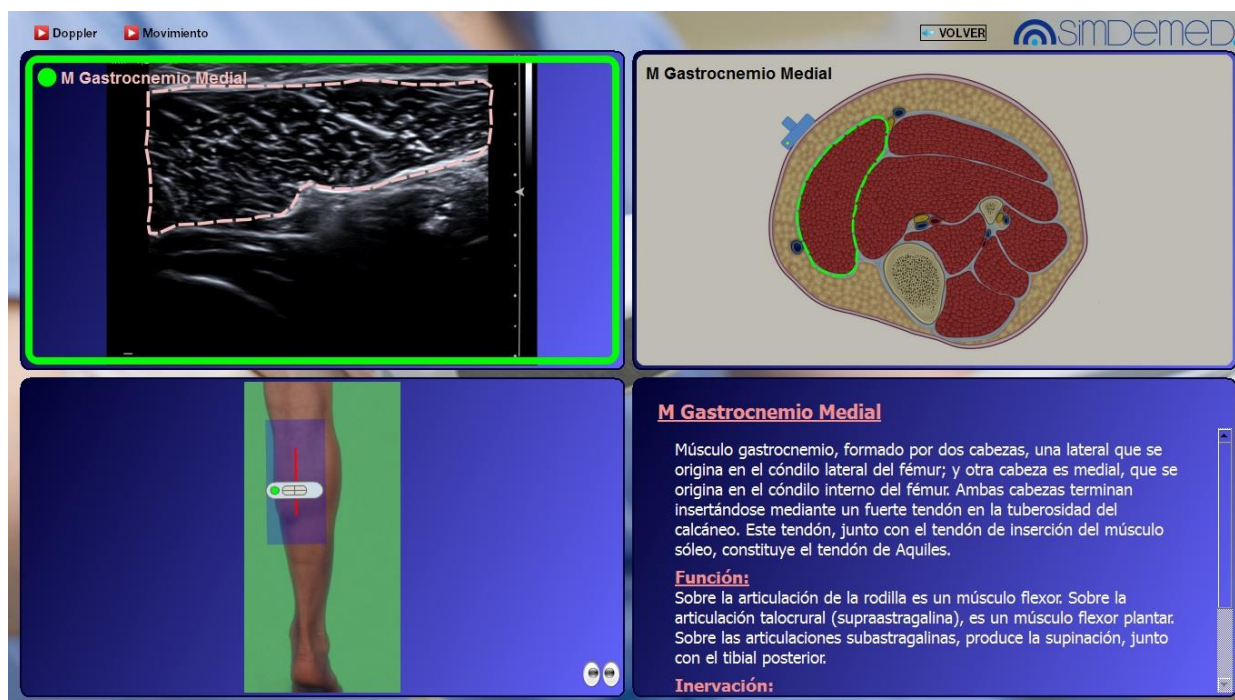 Doppler
Movimiento
VOLVER
simDemeD
M Gastrocnemio Medial
M Gastrocnemio Medial
M Gastrocnemio Medial
Músculo gastrocnemio, formado por dos cabezas, una lateral que se
origina en el cóndilo lateral del fémur; y otra cabeza es medial, que se
origina en el cóndilo interno del fémur. Ambas cabezas terminan
insertándose mediante un fuerte tendón en la tuberosidad del
calcáneo. Este tendón, junto con el tendón de inserción del músculo
sóleo, constituye el tendón de Aquiles.
Función:
Sobre la articulación de la rodilla es un músculo flexor. Sobre la
articulación talocrural (supraastragalina), es un músculo flexor plantar.
Sobre las articulaciones subastragalinas, produce la supinación, junto
con el tibial posterior.
Inervación: